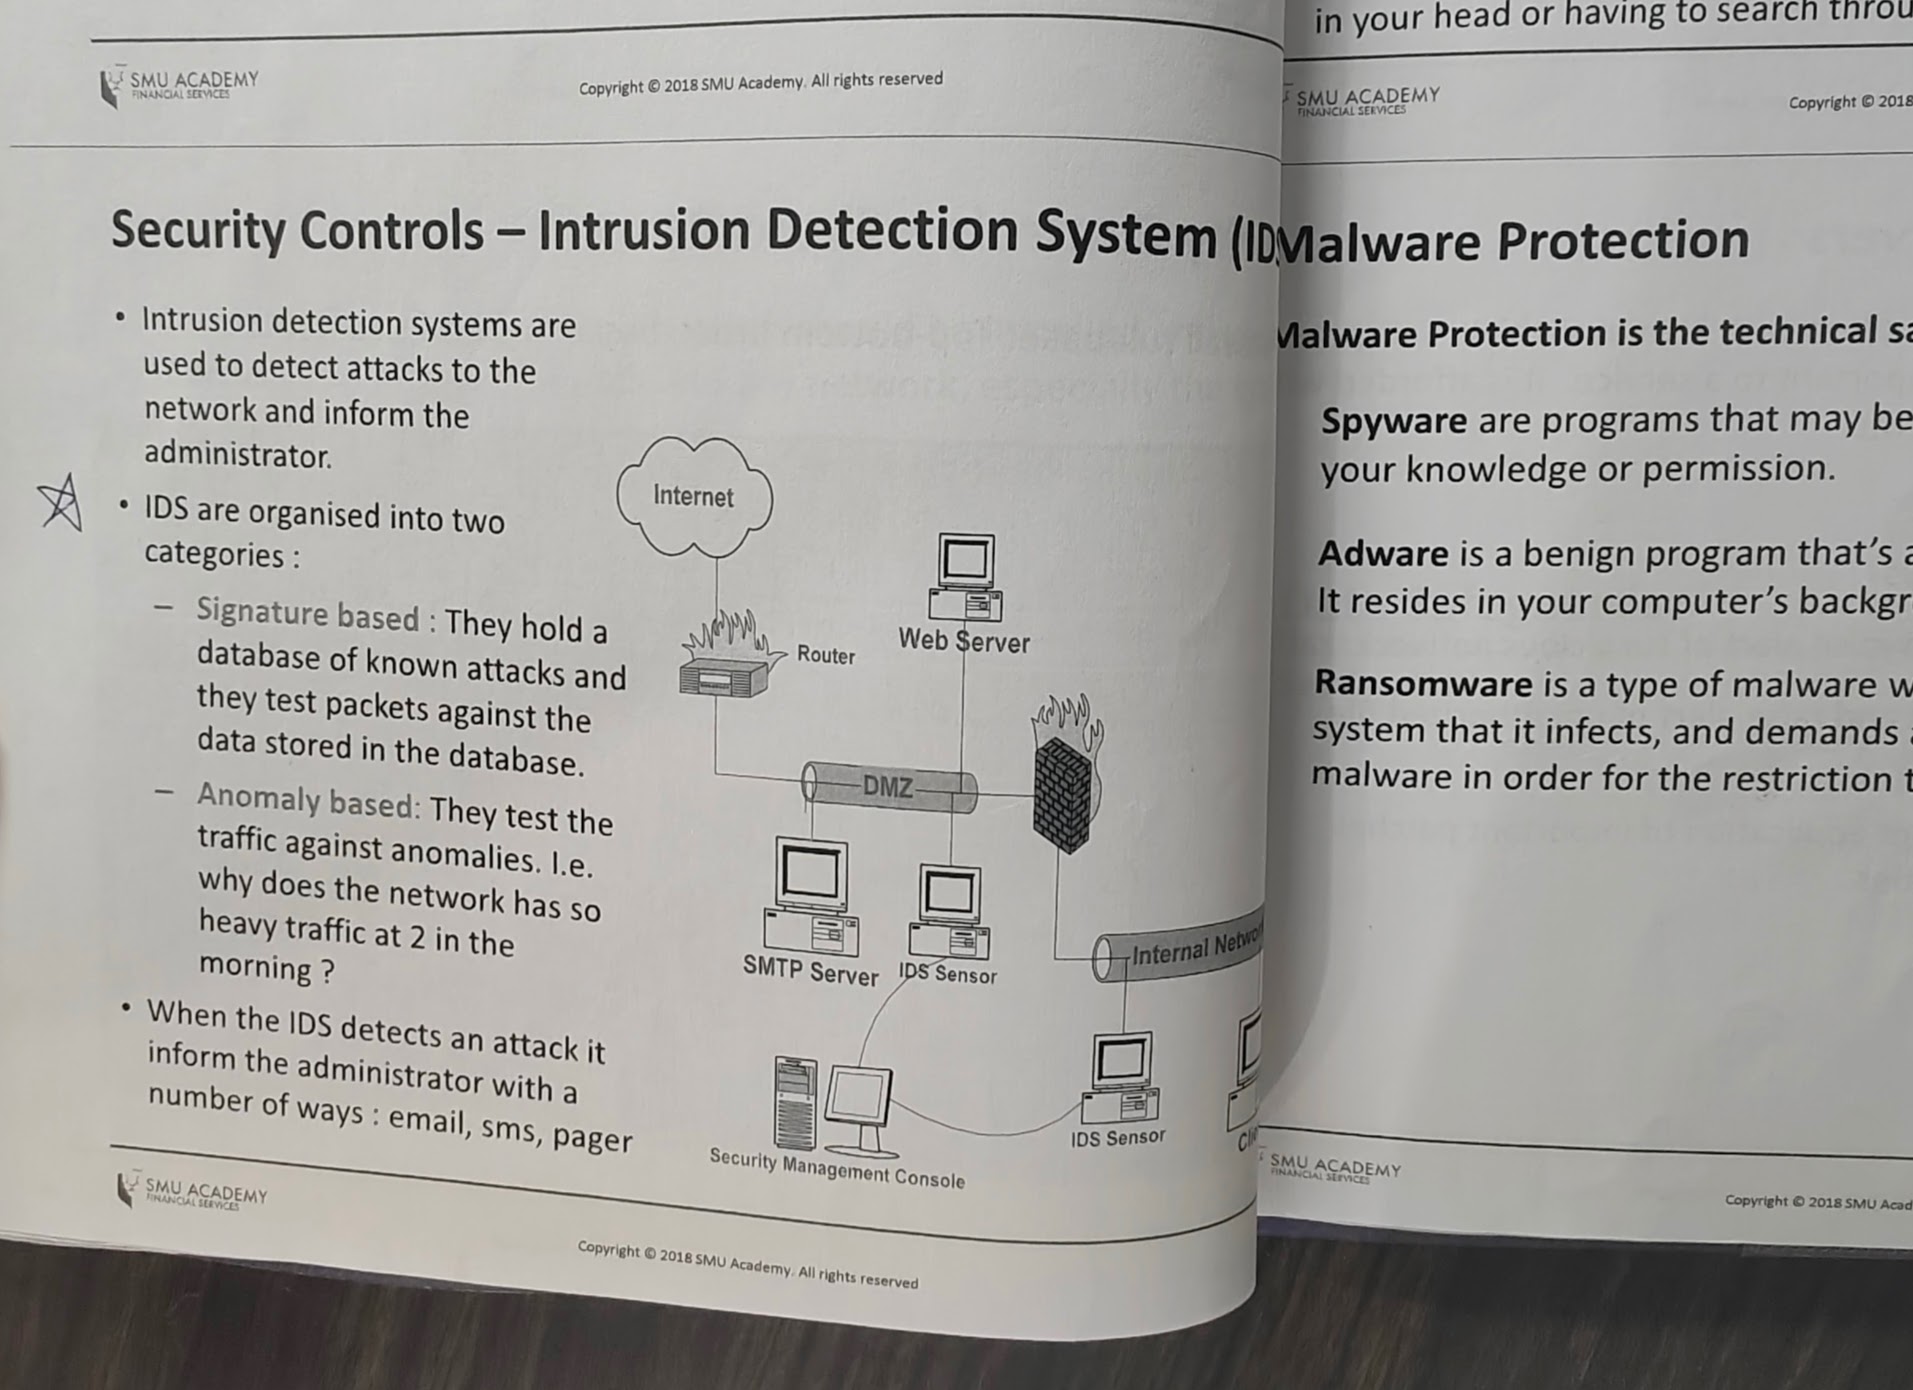 SMU ACADEMY
FINANCIAL SERVICES
Copyright © 2018 SMU Academy. All rights reserved
Security Controls – Intrusion Detection System
• Intrusion detection systems are
used to detect attacks to the
network and inform the
administrator.
• IDS are organised into two
categories :
– Signature based : They hold a
database of known attacks and
they test packets against the
data stored in the database.
– Anomaly based: They test the
traffic against anomalies. I.e.
why does the network has so
heavy traffic at 2 in the
morning ?
• When the IDS detects an attack it
inform the administrator with a
number of ways : email, sms, pager
Internet
Router
Web Server
DMZ
SMTP Server
IDS Sensor
Internal
Security Management Console
IDS Sensor
SMU ACADEMY
FINANCIAL SERVICES
Copyright © 2018 SMU Academy. All rights reserved
in your head or having to search
SMU ACADEMY
FINANCIAL SERVICES
Copyright © 2018
Malware Protection
Malware Protection is the technical
Spyware are programs that may be
your knowledge or permission.
Adware is a benign program that's
It resides in your computer's
Ransomware is a type of malware
system that it infects, and demands
malware in order for the restriction
SMU ACADEMY
FINANCIAL SERVICES
Copyright © 2018 SMU